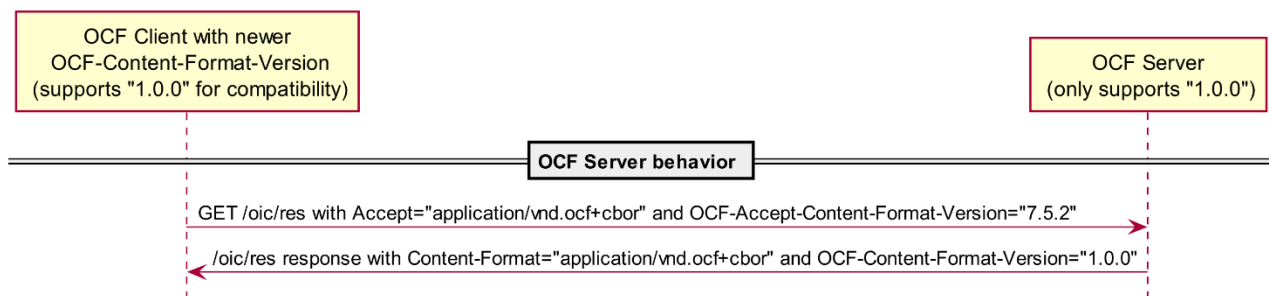 OCF Client with newer
OCF-Content-Format-Version
(supports "1.0.0" for compatibility)
OCF Server
(only supports "1.0.0")
OCF Server behavior
GET /oic/res with Accept="application/vnd.ocf+cbor" and OCF-Accept-Content-Format-Version="7.5.2"
/oic/res response with Content-Format="application/vnd.ocf+cbor" and OCF-Content-Format-Version="1.0.0"